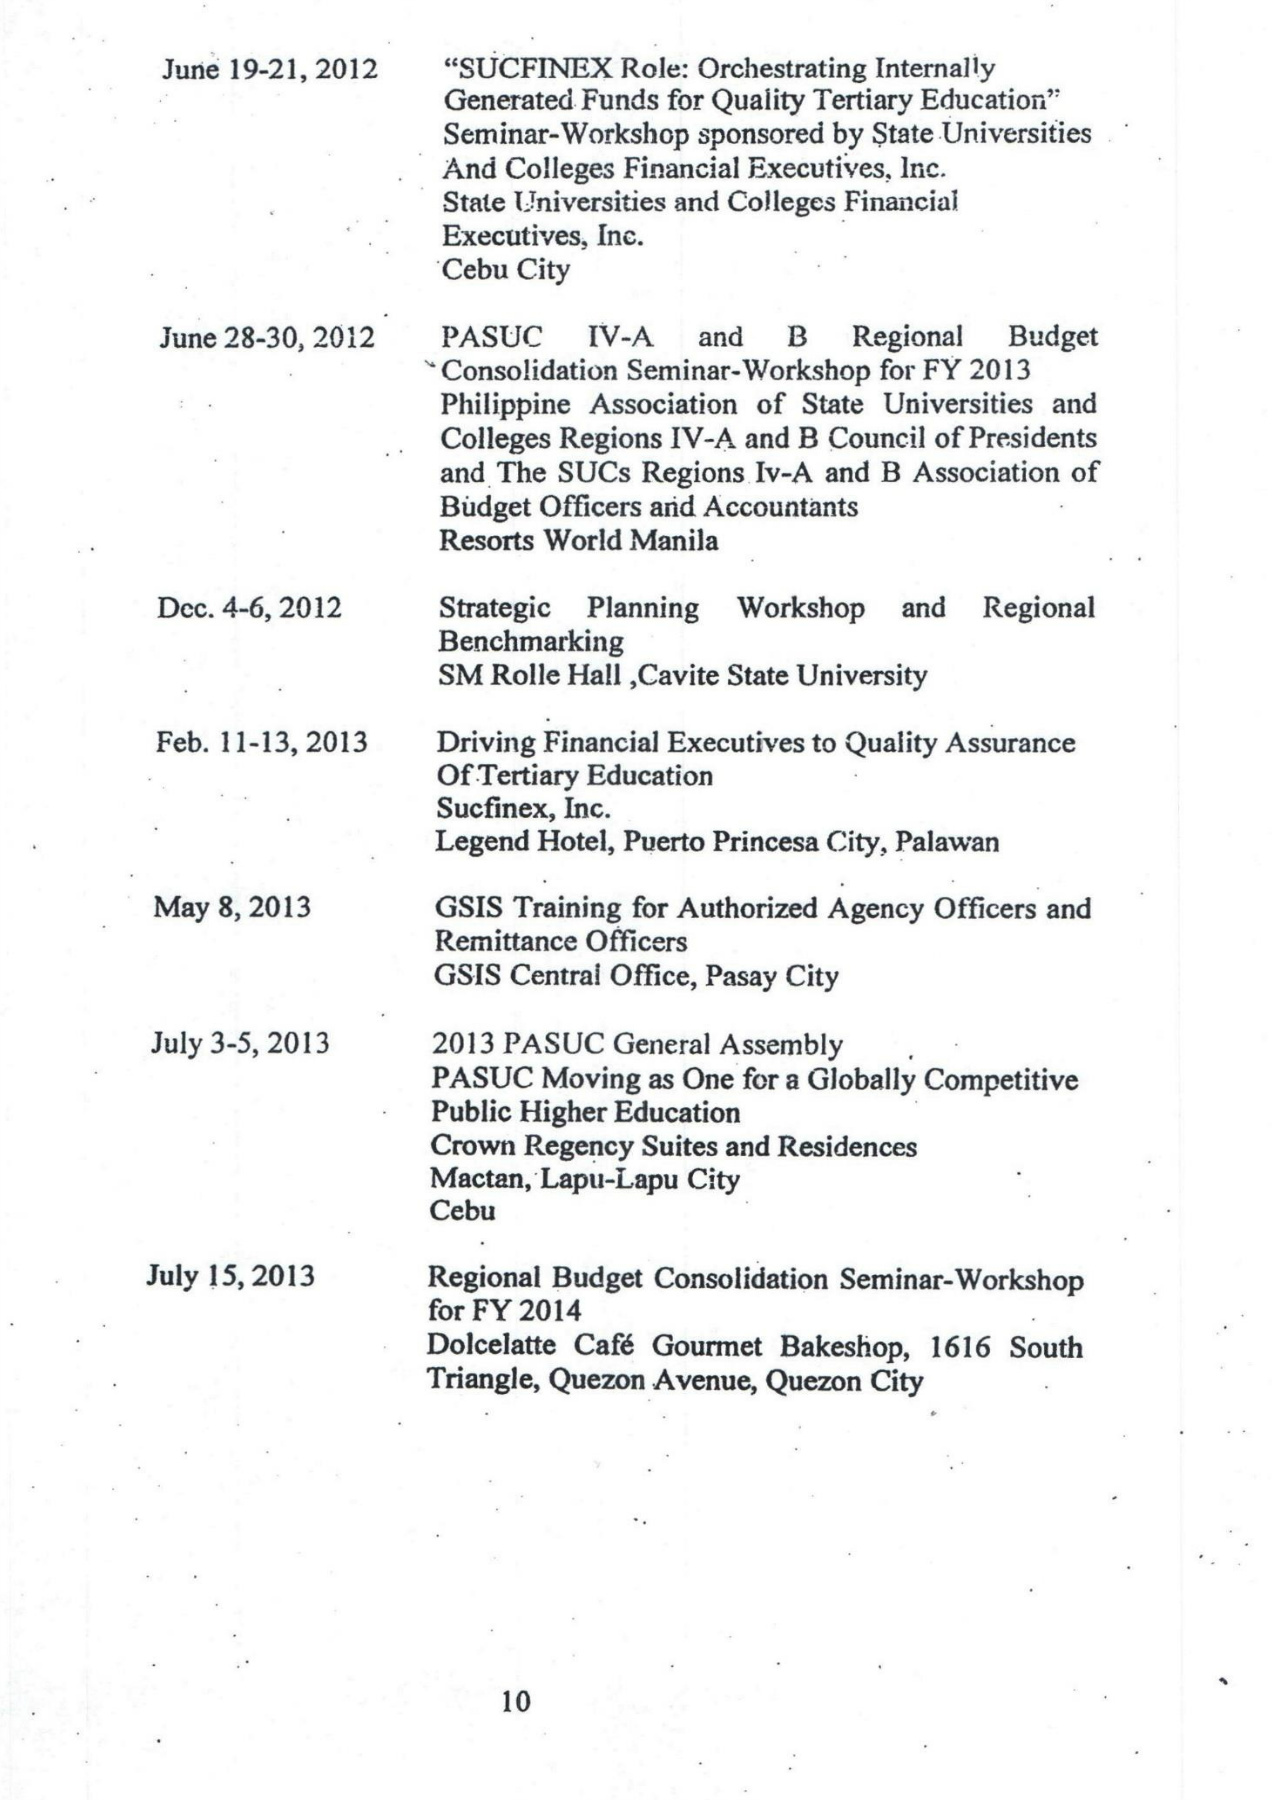 June 19-21, 2012 "SUCFINEX Role: Orchestrating Internally
Generated Funds for Quality Tertiary Education"
Seminar-Workshop sponsored by State Universities
And Colleges Financial Executives, Inc.
State Universities and Colleges Financial
Executives, Inc.
Cebu City
June 28-30, 2012 PASUC IV-A and B Regional Budget
Consolidation Seminar-Workshop for FY 2013
Philippine Association of State Universities and
Colleges Regions IV-A and B Council of Presidents
and The SUCs Regions Iv-A and B Association of
Budget Officers and Accountants
Resorts World Manila
Dec. 4-6, 2012 Strategic Planning Workshop and Regional
Benchmarking
SM Rolle Hall ,Cavite State University
Feb. 11-13, 2013 Driving Financial Executives to Quality Assurance
Of Tertiary Education
Sucfinex, Inc.
Legend Hotel, Puerto Princesa City, Palawan
May 8, 2013 GSIS Training for Authorized Agency Officers and
Remittance Officers
GSIS Central Office, Pasay City
July 3-5, 2013 2013 PASUC General Assembly
PASUC Moving as One for a Globally Competitive
Public Higher Education
Crown Regency Suites and Residences
Mactan, Lapu-Lapu City
Cebu
July 15, 2013 Regional Budget Consolidation Seminar-Workshop
for FY 2014
Dolcelatte Café Gourmet Bakeshop, 1616 South
Triangle, Quezon Avenue, Quezon City
10